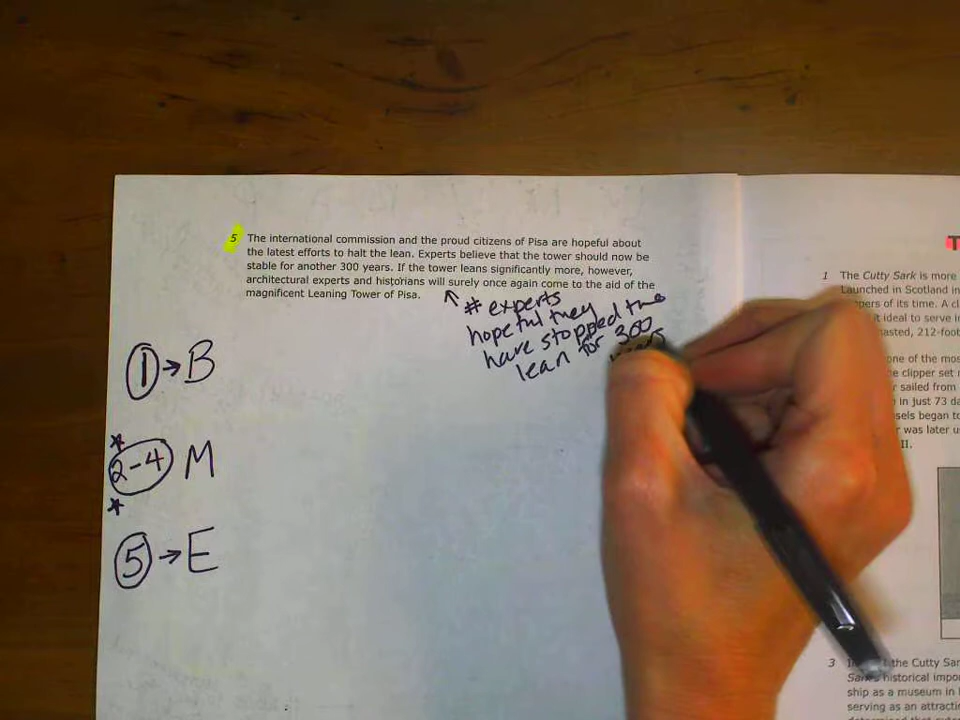 5 The international commission and the proud citizens of Pisa are hopeful about
the latest efforts to halt the lean. Experts believe that the tower should now be
stable for another 300 years. If the tower leans significantly more, however,
architectural experts and historians will surely once again come to the aid of the
magnificent Leaning Tower of Pisa.
# experts
hopeful they
have stopped the
lean for 300
years
1 → B
2-4 M
5 → E
T
1 The Cutty Sark is more
Launched in Scotland in
of its time. A
it ideal to serve
212-foot
one of the mos
clipper set
sailed from
in just 73 da
began to
was later u
II.
3 the Cutty Sar
Sark's historical impor
ship as a museum in
serving as an attracti